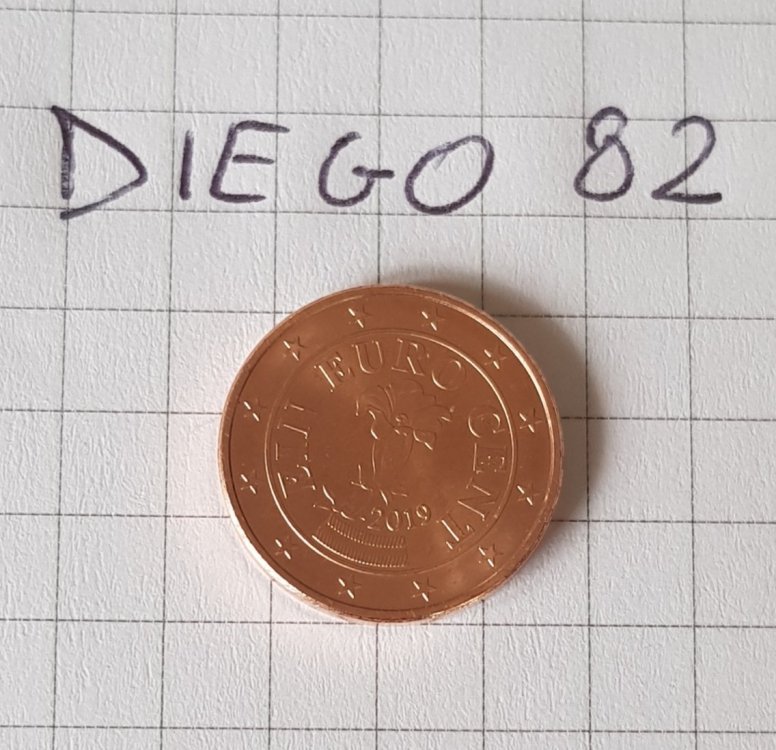 DIEGO 82
EIN EURO CENT
2019